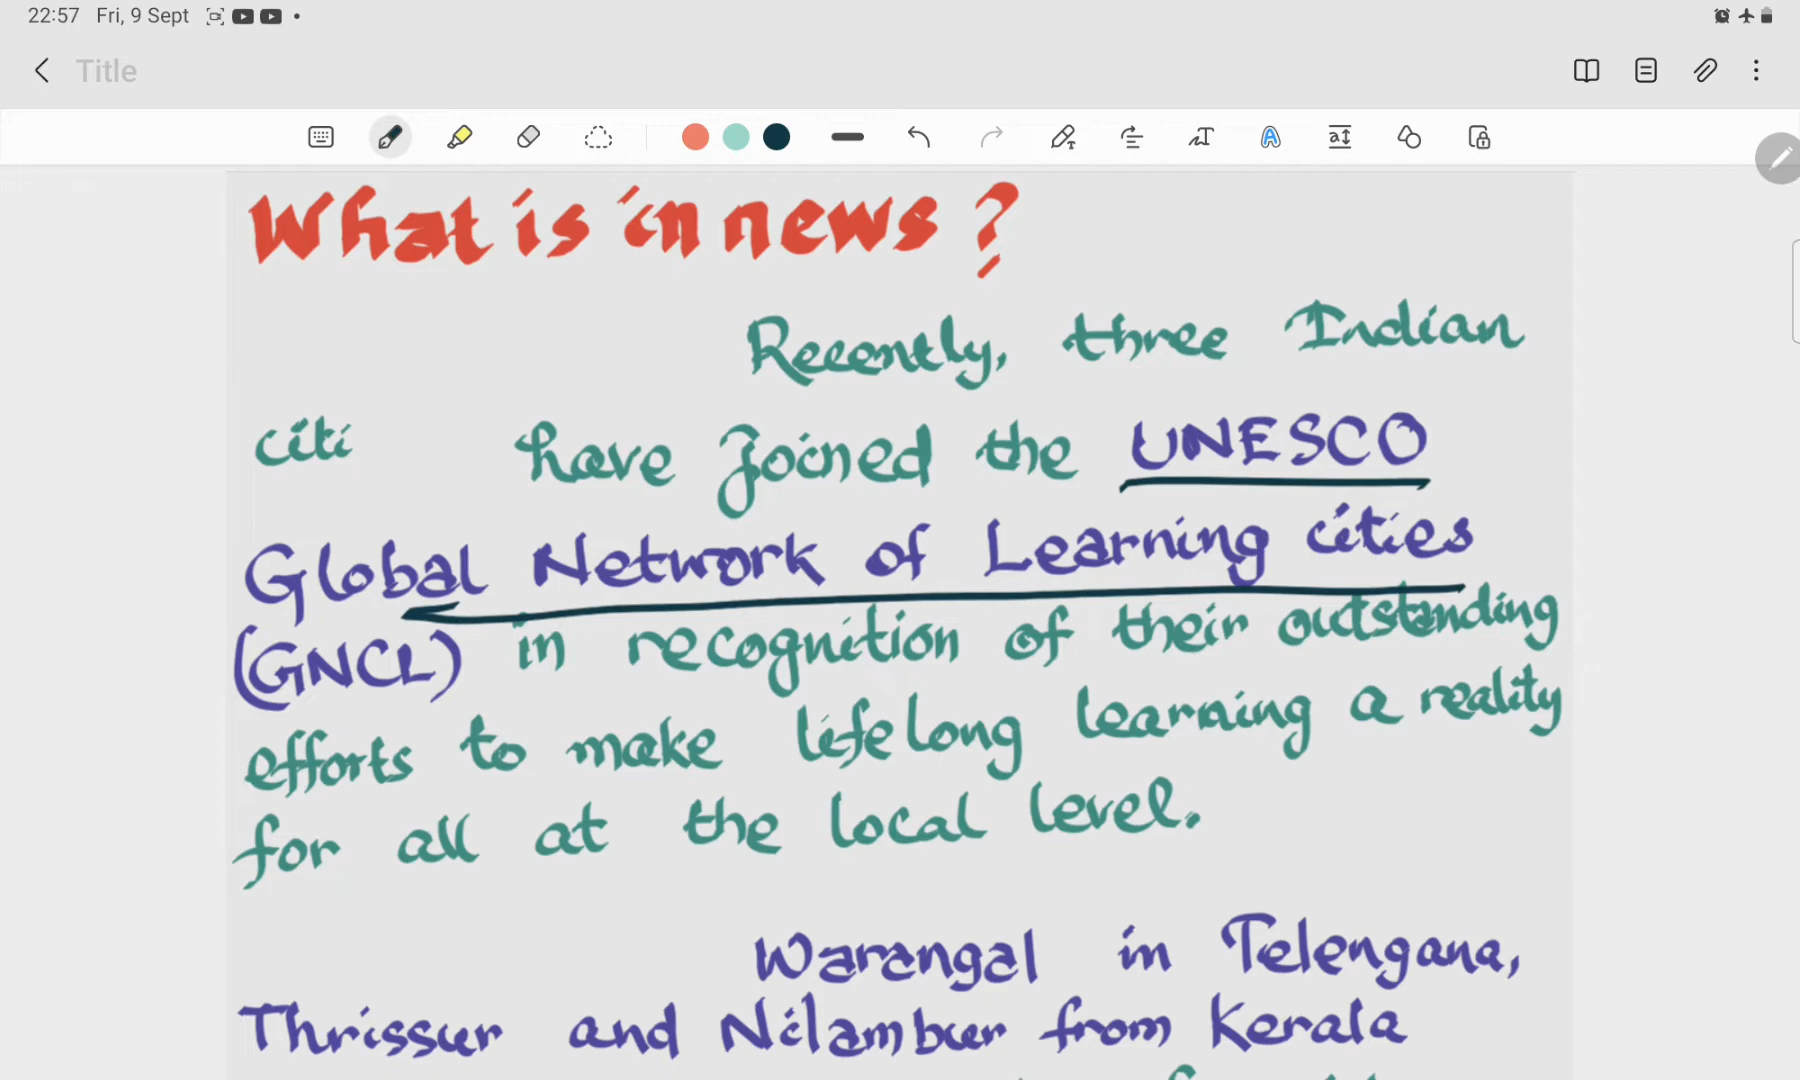 22:57 Fri, 9 Sept
Title
What is in news ?
Recently, three Indian
citi have joined the UNESCO
Global Network of Learning cities
(GNCL) in recognition of their outstanding
efforts to make lifelong learning a reality
for all at the local level.
Warangal in Telengana,
Thrissur and Nilambur from Kerala